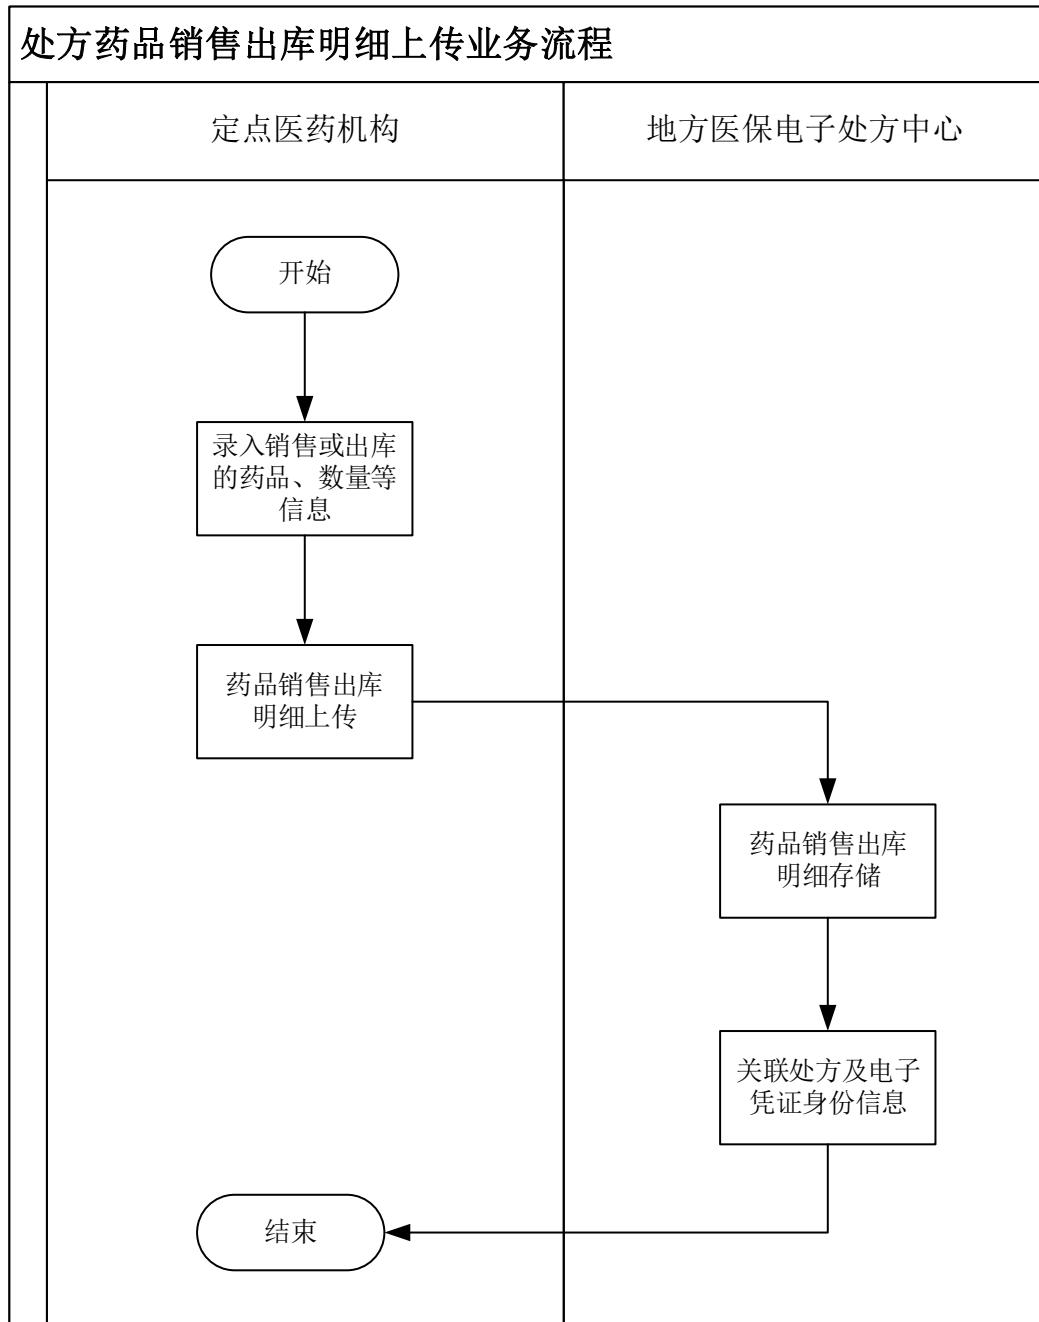 处方药品销售出库明细上传业务流程
定点医药机构
地方医保电子处方中心
开始
录入销售或出库
的药品、数量等
信息
药品销售出库
明细上传
药品销售出库
明细存储
关联处方及电子
凭证身份信息
结束